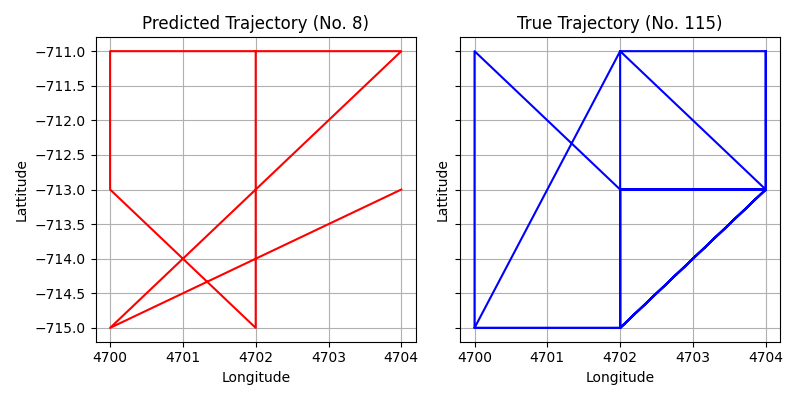 Predicted Trajectory (No. 8)
Lattitude
−711.0
−711.5
−712.0
−712.5
−713.0
−713.5
−714.0
−714.5
−715.0
4700 4701 4702 4703 4704
Longitude
True Trajectory (No. 115)
Lattitude
4700 4701 4702 4703 4704
Longitude